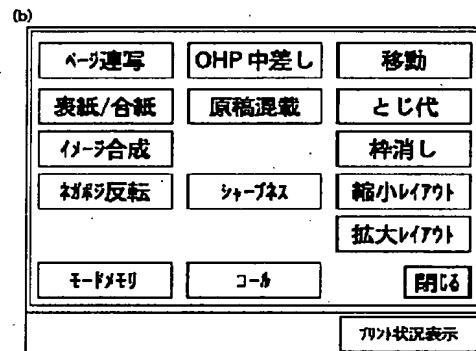 (b)
ﾍﾟｰｼﾞ連写 OHP中差し 移動
表紙/合紙 原稿混載 とじ代
ｲﾒｰｼﾞ合成 枠消し
ﾈｶﾞﾎﾟｼﾞ反転 ｼｬｰﾌﾟﾈｽ 縮小ﾚｲｱｳﾄ
拡大ﾚｲｱｳﾄ
ﾓｰﾄﾞﾒﾓﾘ ｺｰﾙ 閉じる
ﾌﾟﾘﾝﾄ状況表示